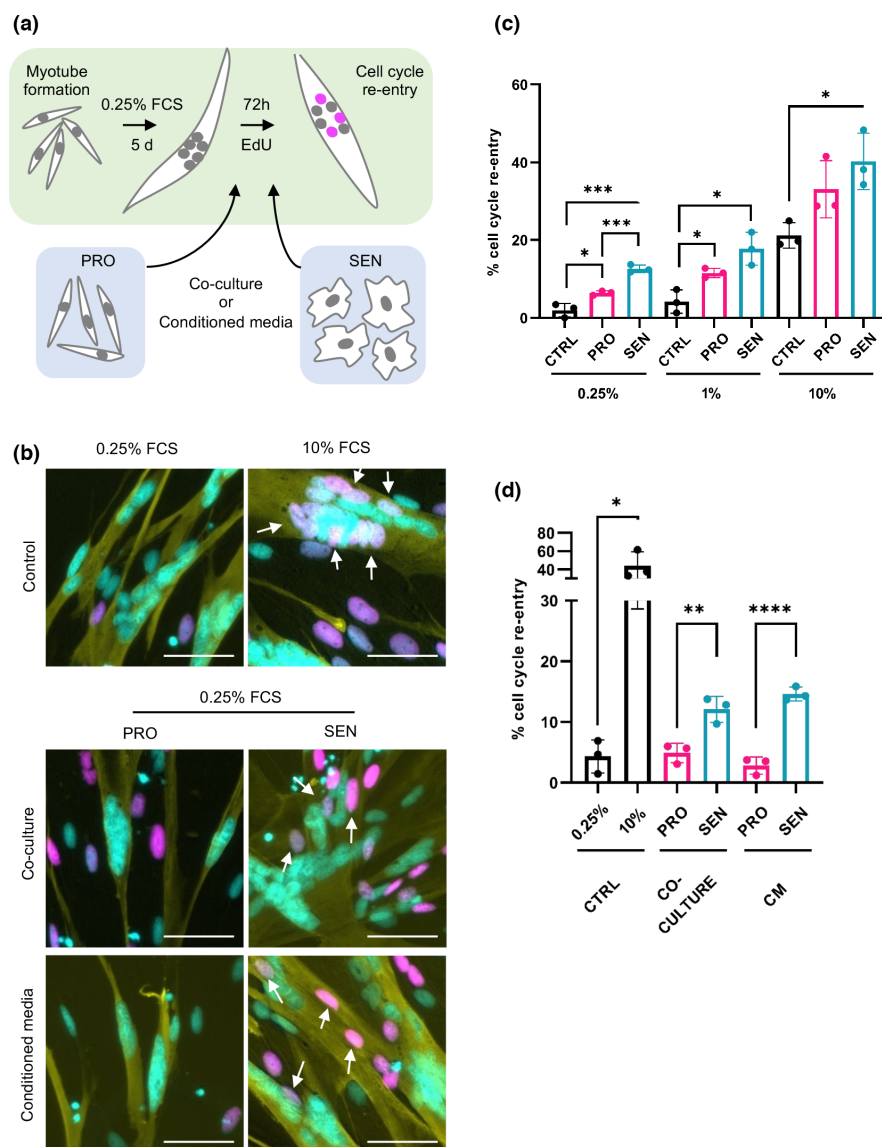 (a)
Myotube
formation
0.25% FCS
5 d
72h
EdU
Cell cycle
re-entry
PRO
Co-culture
or
Conditioned media
SEN
(b)
0.25% FCS
10% FCS
Control
0.25% FCS
PRO
SEN
Co-culture
Conditioned media
(c)
% cell cycle re-entry
60
40
20
0
***
***
*
*
*
*
CTRL
PRO
SEN
CTRL
PRO
SEN
CTRL
PRO
SEN
0.25%
1%
10%
(d)
% cell cycle re-entry
80
60
40
30
20
10
0
*
**
****
0.25%
10%
PRO
SEN
PRO
SEN
CTRL
CO-
CULTURE
CM